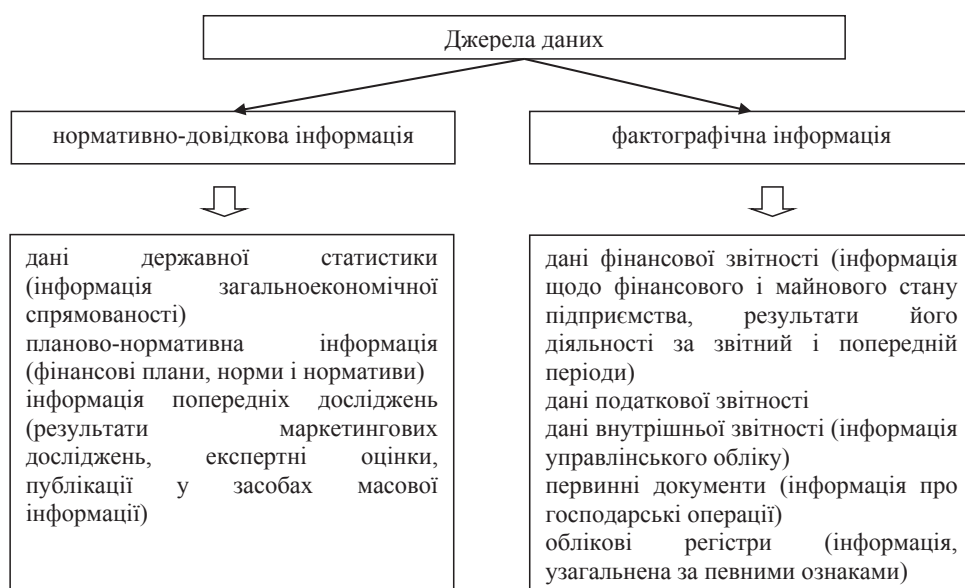 Джерела даних
нормативно-довідкова інформація
фактографічна інформація
дані державної статистики
(інформація загальноекономічної
спрямованості)
планово-нормативна інформація
(фінансові плани, норми і нормативи)
інформація попередніх досліджень
(результати маркетингових
досліджень, експертні оцінки,
публікації у засобах масової
інформації)
дані фінансової звітності (інформація
щодо фінансового і майнового стану
підприємства, результати його
діяльності за звітний і попередній
періоди)
дані податкової звітності
дані внутрішньої звітності (інформація
управлінського обліку)
первинні документи (інформація про
господарські операції)
облікові регістри (інформація,
узагальнена за певними ознаками)